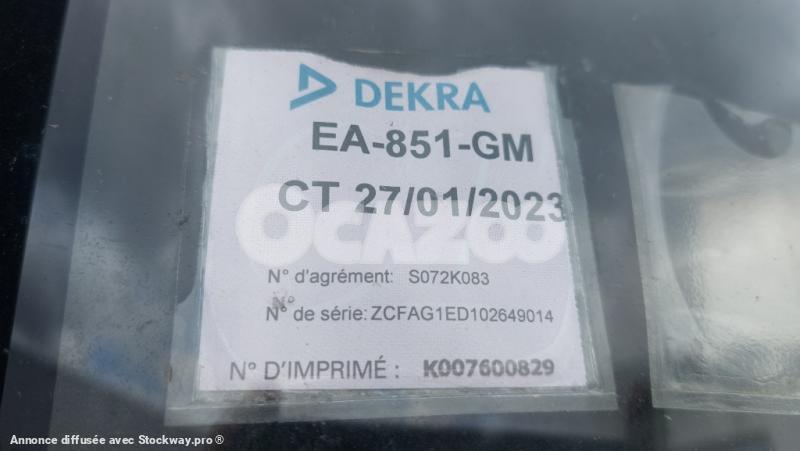 DEKRA
EA-851-GM
CT 27/01/2023
OCAZOO
N° d'agrément: S072K083
N°
N° de série: ZCFAG1ED102649014
N° D'IMPRIMÉ : K007600829
Annonce diffusée avec Stockway.pro ®